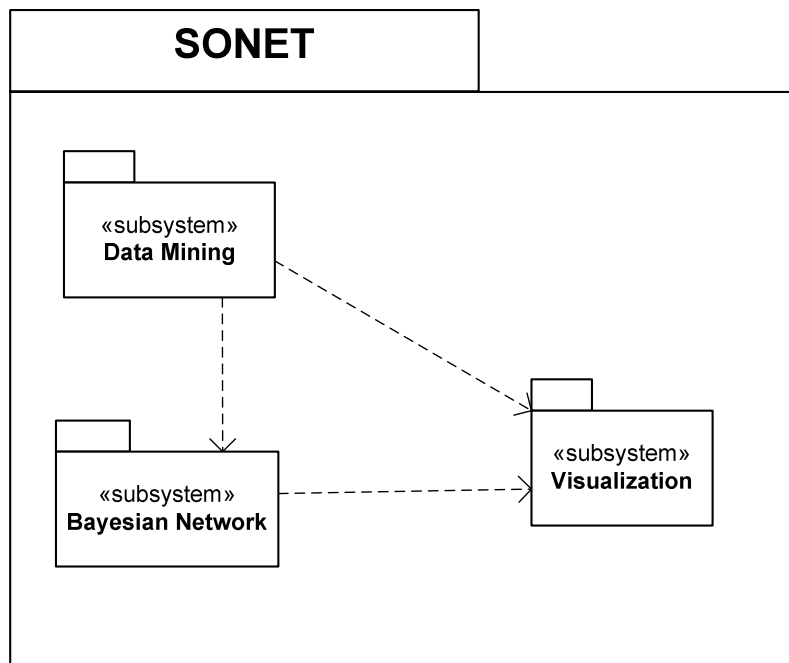 SONET
«subsystem»
Data Mining
«subsystem»
Visualization
«subsystem»
Bayesian Network